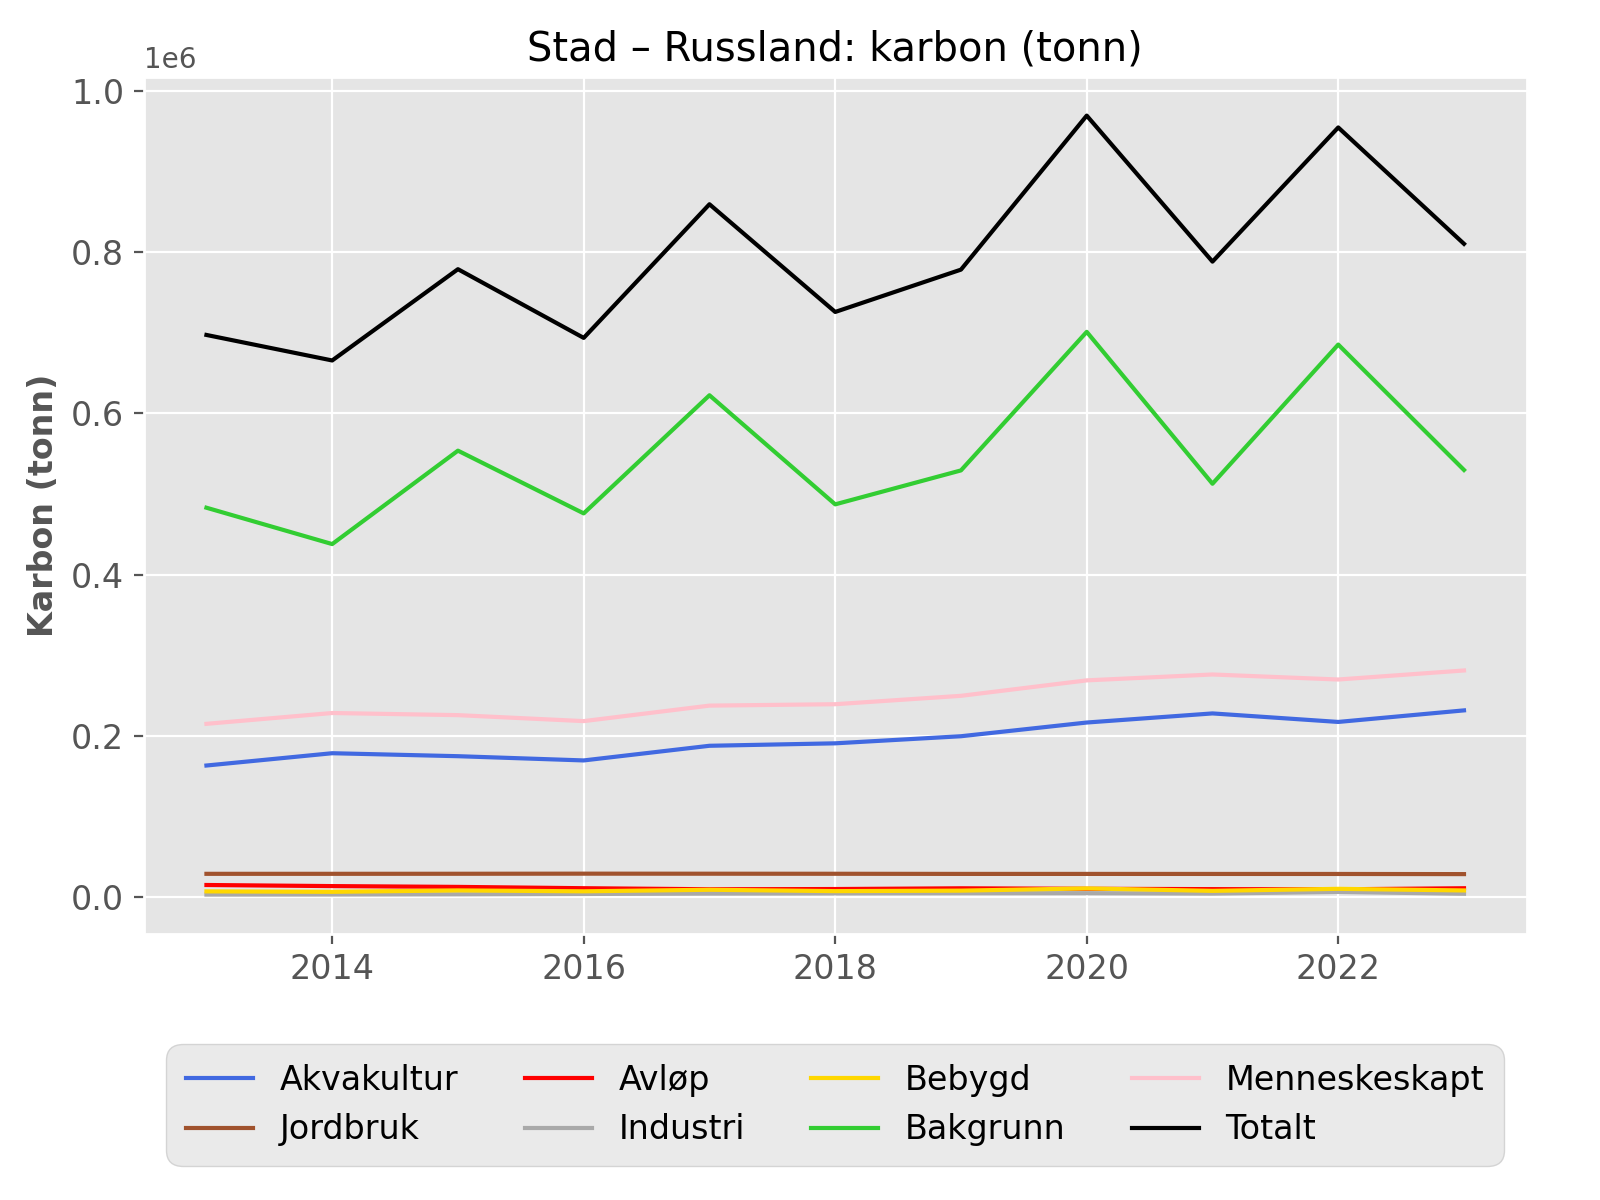 Stad – Russland: karbon (tonn)
1e6
1.0
0.8
0.6
0.4
0.2
0.0
Karbon (tonn)
2014 2016 2018 2020 2022
Akvakultur Avløp Bebygd Menneskeskapt
Jordbruk Industri Bakgrunn Totalt